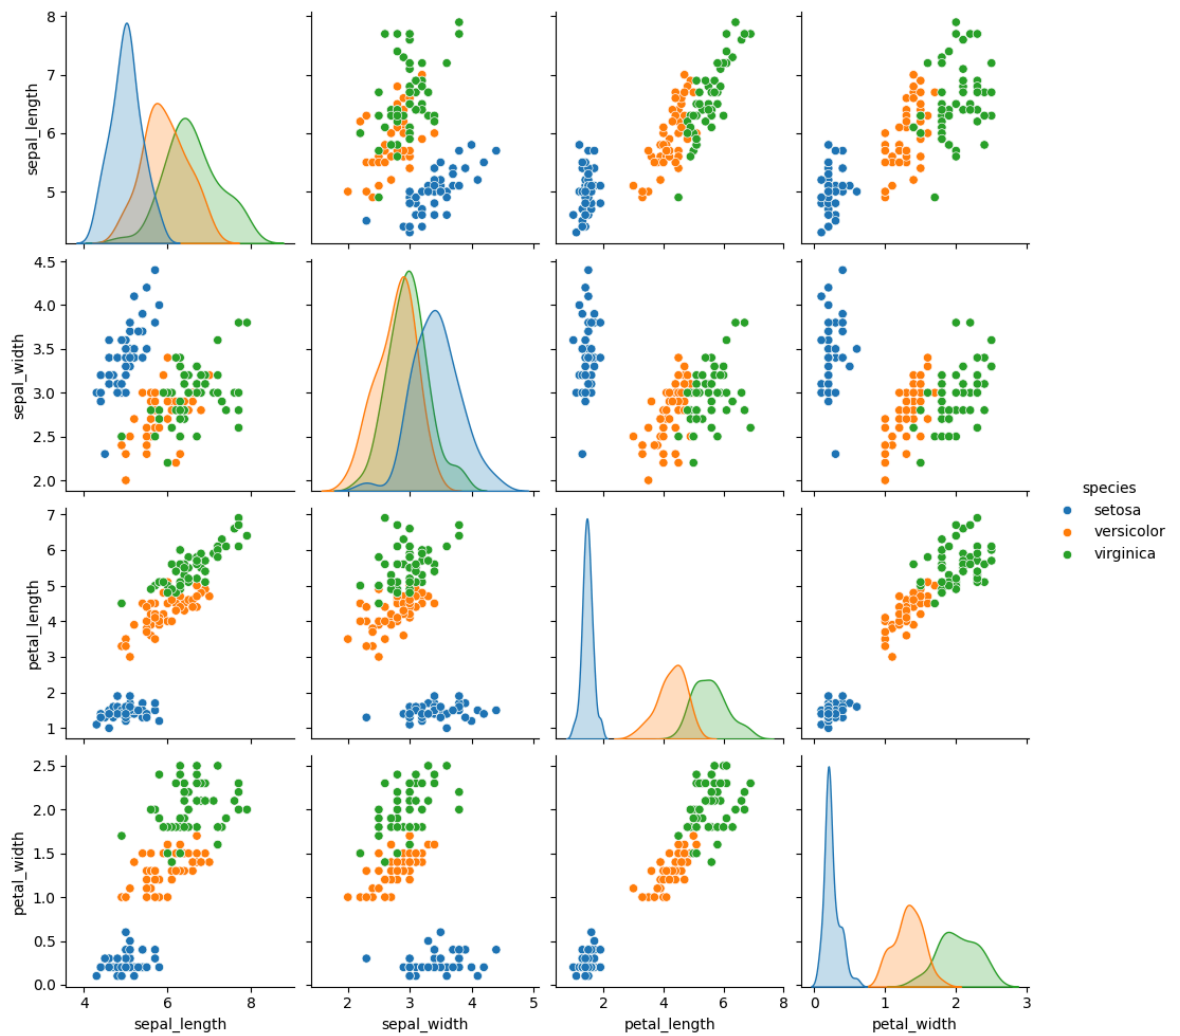 8
7
6
5
sepal_length
4.5
4.0
3.5
3.0
2.5
2.0
sepal_width
species
setosa
versicolor
virginica
7
6
5
4
3
2
1
petal_length
2.5
2.0
1.5
1.0
0.5
0.0
petal_width
4 6 8
2 3 4 5
2 4 6 8
0 1 2 3
sepal_length
sepal_width
petal_length
petal_width